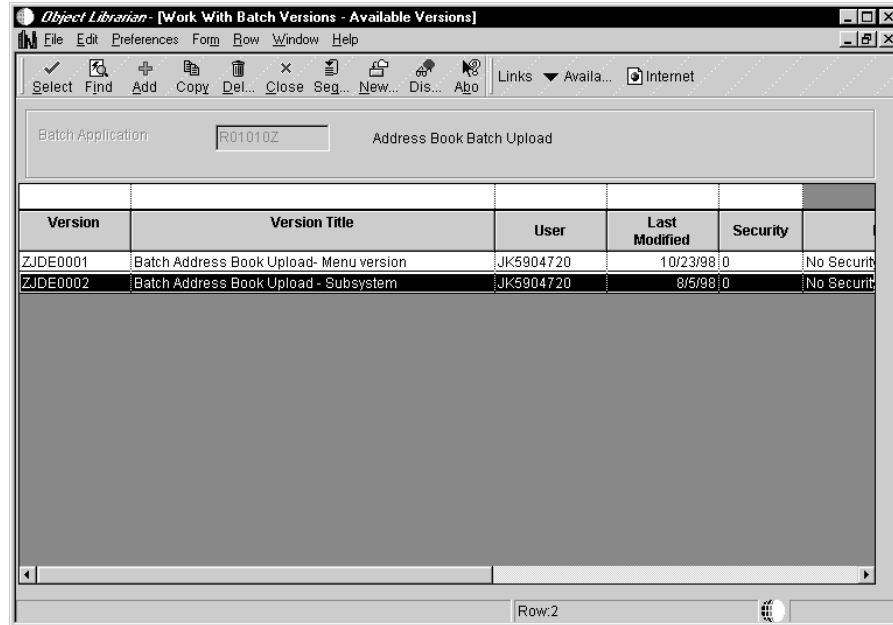 Object Librarian - [Work With Batch Versions - Available Versions]
File Edit Preferences Form Row Window Help
Select Find Add Copy Del... Close Seq... New... Dis... Abo Links Availa... Internet
Batch Application R01010Z Address Book Batch Upload
Version Version Title User Last Modified Security
ZJDE0001 Batch Address Book Upload- Menu version JK5904720 10/23/98 0 No Securit
ZJDE0002 Batch Address Book Upload - Subsystem JK5904720 8/5/98 0 No Securit
Row:2